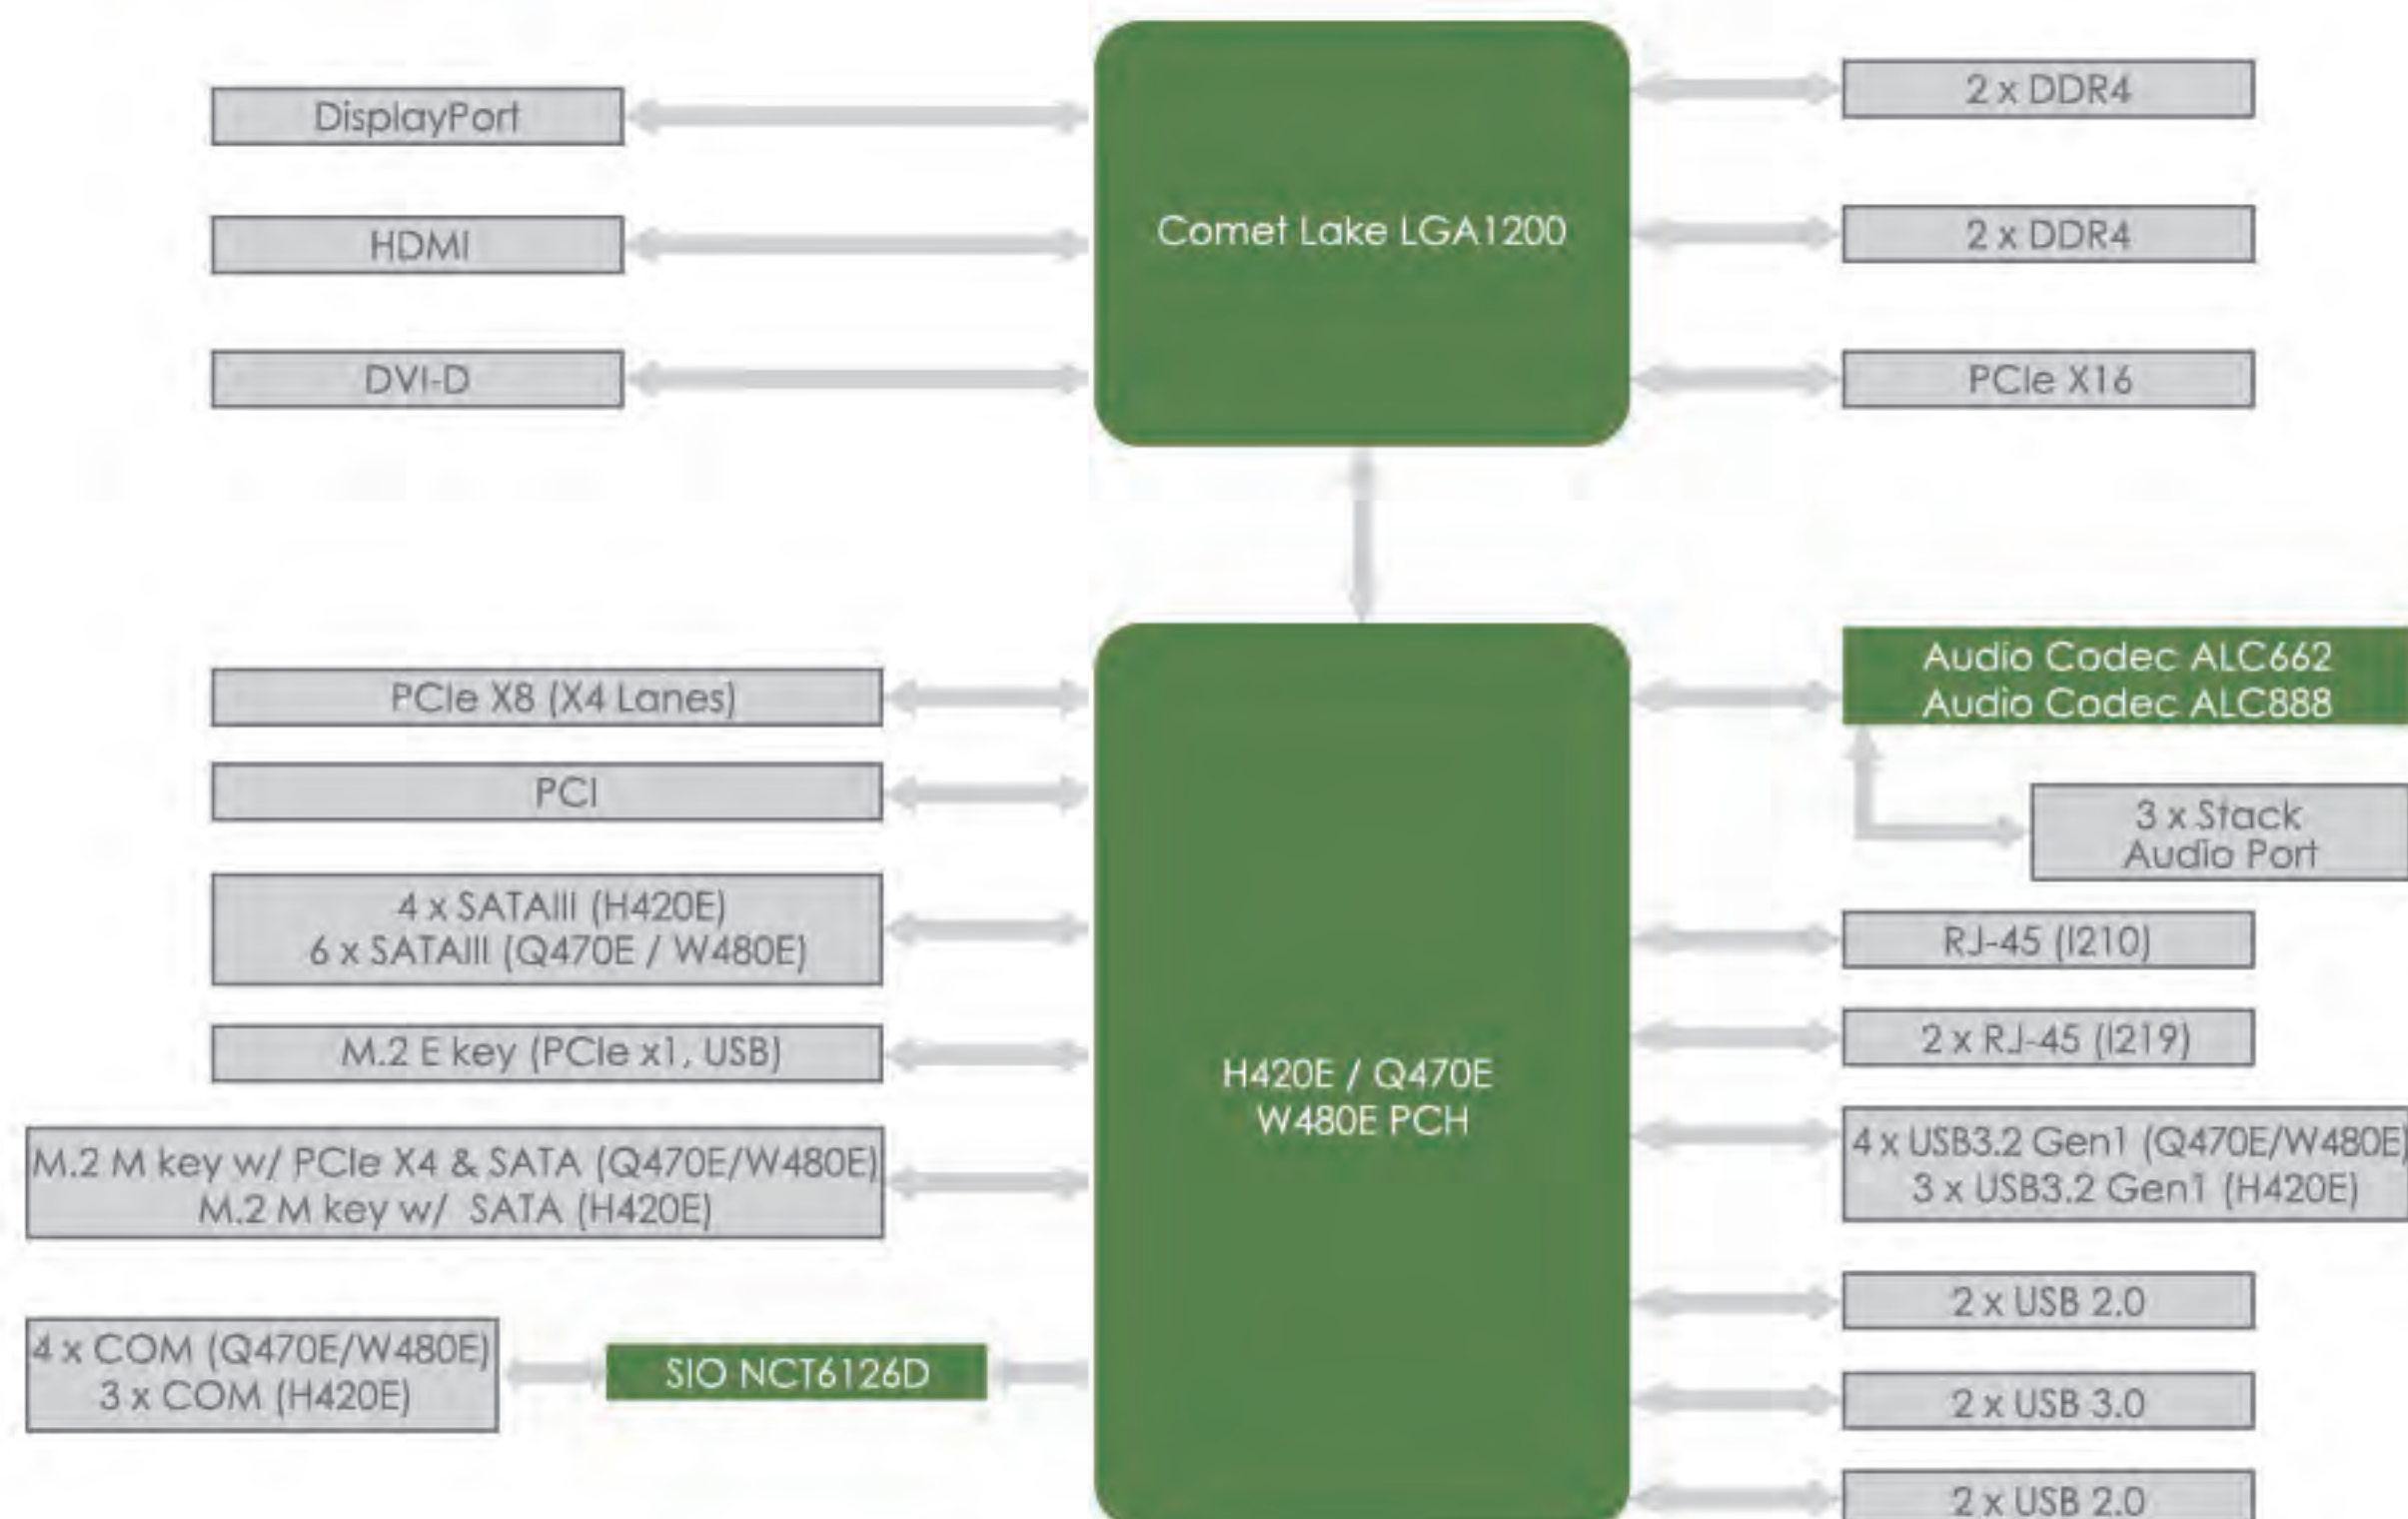 DisplayPort
HDMI
DVI-D
Comet Lake LGA1200
2 x DDR4
2 x DDR4
PCIe X16
PCIe X8 (X4 Lanes)
PCI
4 x SATAIII (H420E)
6 x SATAIII (Q470E / W480E)
M.2 E key (PCIe x1, USB)
M.2 M key w/ PCIe X4 & SATA (Q470E/W480E)
M.2 M key w/ SATA (H420E)
4 x COM (Q470E/W480E)
3 x COM (H420E)
SIO NCT6126D
H420E / Q470E
W480E PCH
Audio Codec ALC662
Audio Codec ALC888
3 x Stack
Audio Port
RJ-45 (I210)
2 x RJ-45 (I219)
4 x USB3.2 Gen1 (Q470E/W480E)
3 x USB3.2 Gen1 (H420E)
2 x USB 2.0
2 x USB 3.0
2 x USB 2.0